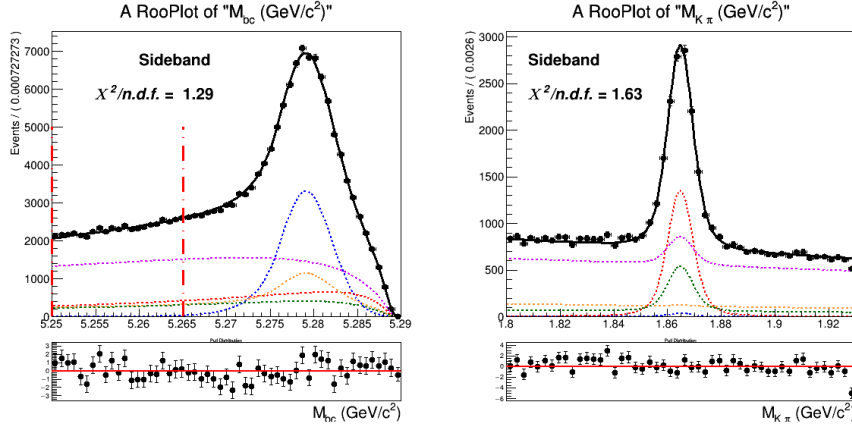 A RooPlot of "M_bc (GeV/c²)"
Events / ( 0.000727273 )
7000
6000
5000
4000
3000
2000
1000
0
Sideband
X²/n.d.f. = 1.29
5.25 5.255 5.26 5.265 5.27 5.275 5.28 5.285 5.29
Pull Distribution
3
2
1
0
−1
−2
−3
M_bc (GeV/c²)
A RooPlot of "M_K π (GeV/c²)"
Events / ( 0.0026 )
3000
2500
2000
1500
1000
500
0
Sideband
X²/n.d.f. = 1.63
1.8 1.82 1.84 1.86 1.88 1.9 1.92
Pull Distribution
4
2
0
−2
−4
−6
M_K π (GeV/c²)